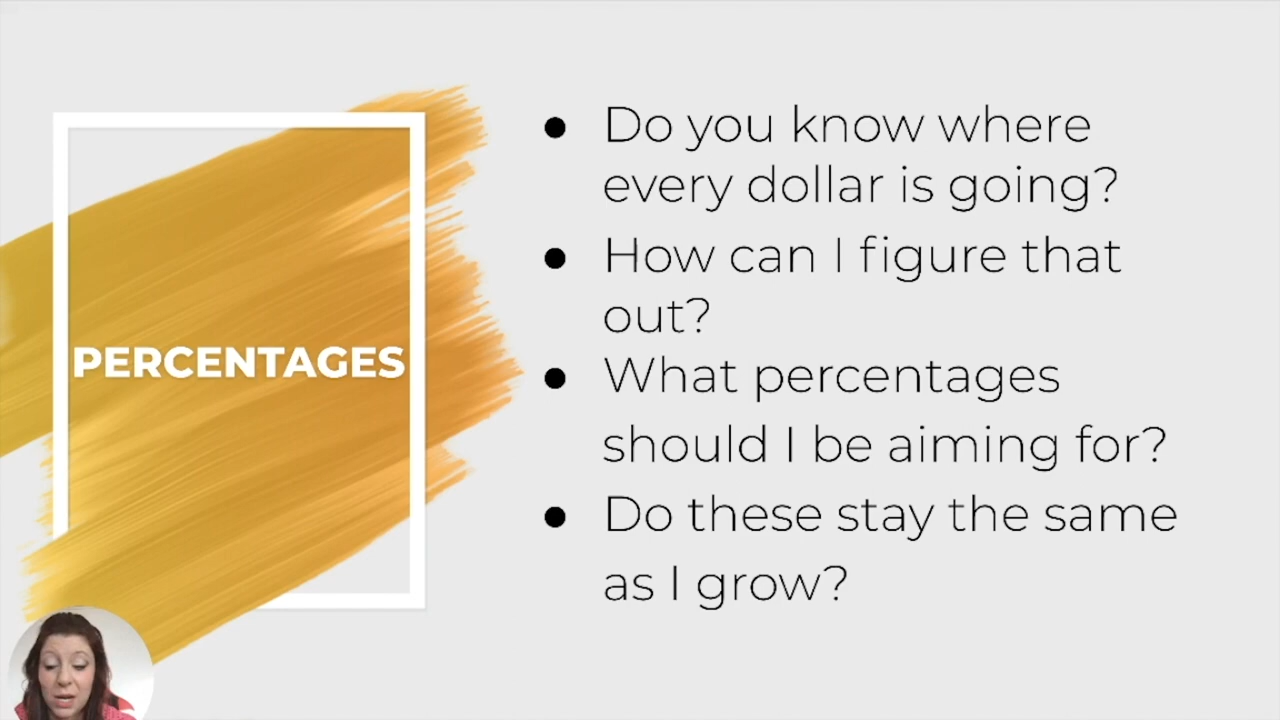 PERCENTAGES
● Do you know where
every dollar is going?
● How can I figure that
out?
● What percentages
should I be aiming for?
● Do these stay the same
as I grow?